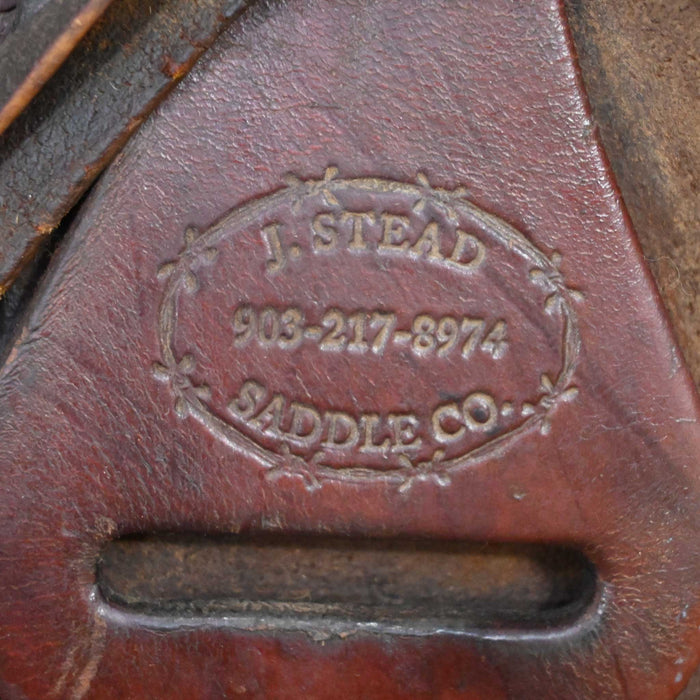 J. STEAD
903-217-8974
SADDLE CO.